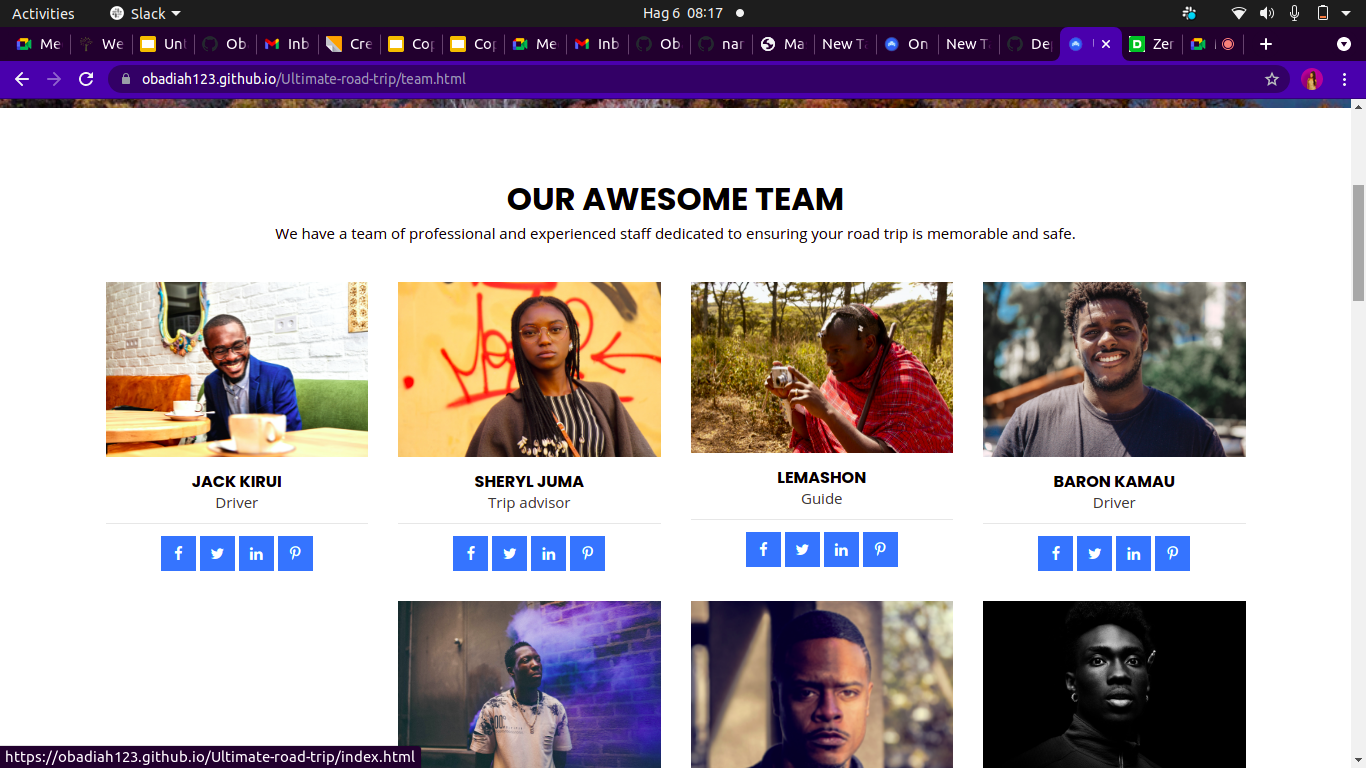 Activities
Slack
Hag 6 08:17
Me
We
Unt
Ob
Inb
Cre
Cop
Cop
Me
Inb
Ob
nar
Ma
New T
On
New T
Dep
Zer
obadiah123.github.io/Ultimate-road-trip/team.html
OUR AWESOME TEAM
We have a team of professional and experienced staff dedicated to ensuring your road trip is memorable and safe.
JACK KIRUI
Driver
SHERYL JUMA
Trip advisor
LEMASHON
Guide
BARON KAMAU
Driver
https://obadiah123.github.io/Ultimate-road-trip/index.html